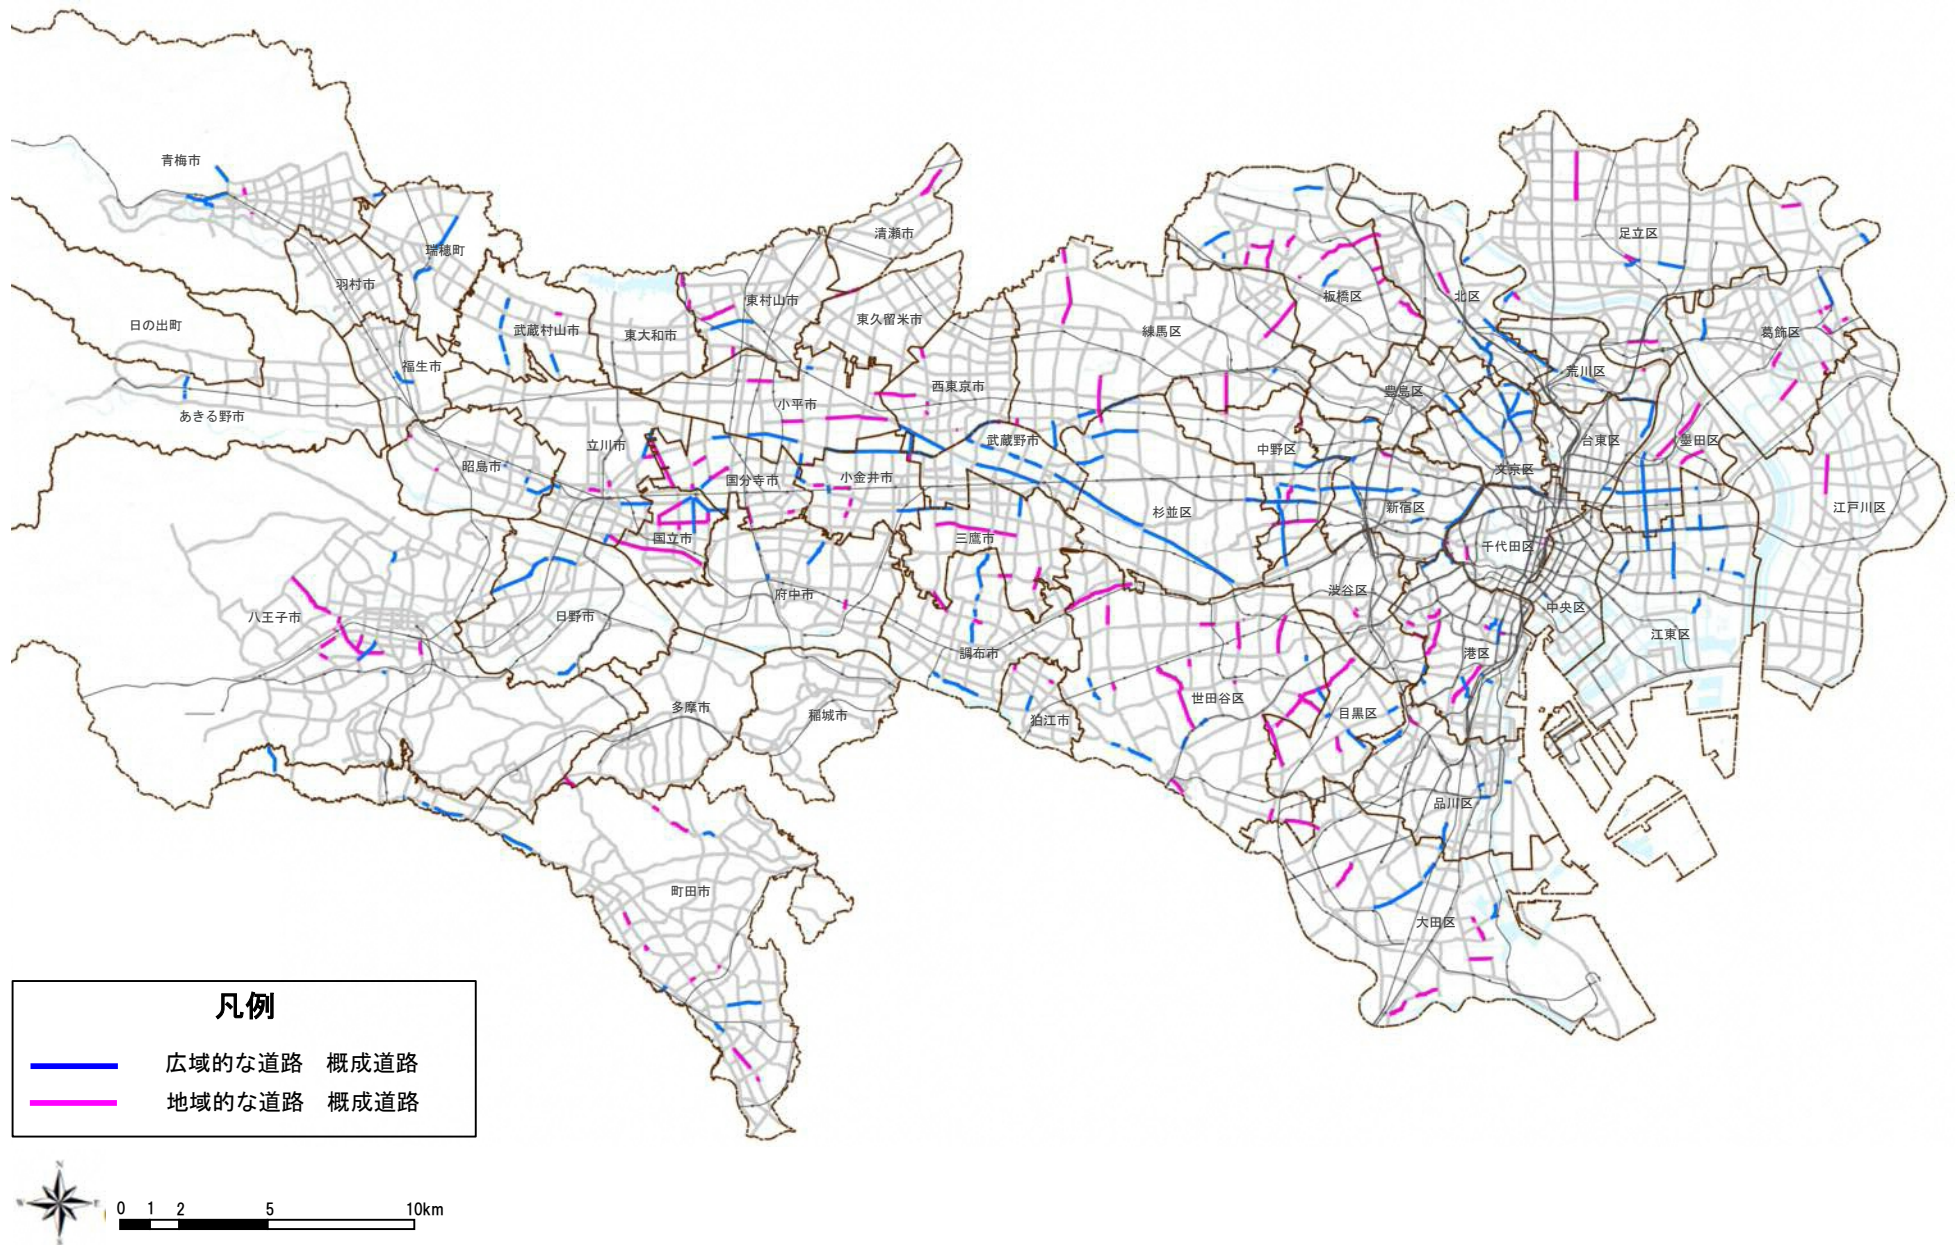 青梅市
瑞穂町
羽村市
日の出町
福生市
あきる野市
武蔵村山市
東大和市
東村山市
清瀬市
東久留米市
西東京市
小平市
立川市
昭島市
国分寺市
小金井市
武蔵野市
国立市
三鷹市
府中市
八王子市
日野市
調布市
多摩市
稲城市
狛江市
町田市
練馬区
板橋区
北区
足立区
葛飾区
荒川区
豊島区
台東区
墨田区
文京区
中野区
杉並区
新宿区
江戸川区
千代田区
渋谷区
中央区
江東区
港区
世田谷区
目黒区
品川区
大田区
凡例
広域的な道路 概成道路
地域的な道路 概成道路
N
W E
S
0 1 2 5 10km